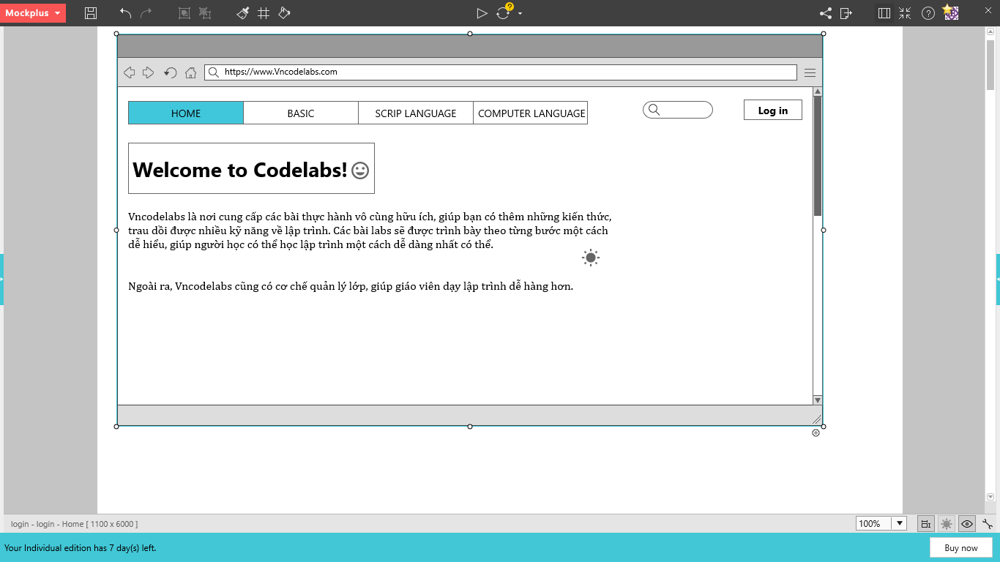 Mockplus
?
?
https://www.Vncodelabs.com
HOME BASIC SCRIP LANGUAGE COMPUTER LANGUAGE Log in
Welcome to Codelabs!
Vncodelabs là nơi cung cấp các bài thực hành vô cùng hữu ích, giúp bạn có thêm những kiến thức,
trau dồi được nhiều kỹ năng về lập trình. Các bài labs sẽ được trình bày theo từng bước một cách
dễ hiểu, giúp người học có thể học lập trình một cách dễ dàng nhất có thể.
Ngoài ra, Vncodelabs cũng có cơ chế quản lý lớp, giúp giáo viên dạy lập trình dễ hàng hơn.
login - login - Home [ 1100 x 6000 ] 100%
Your Individual edition has 7 day(s) left. Buy now